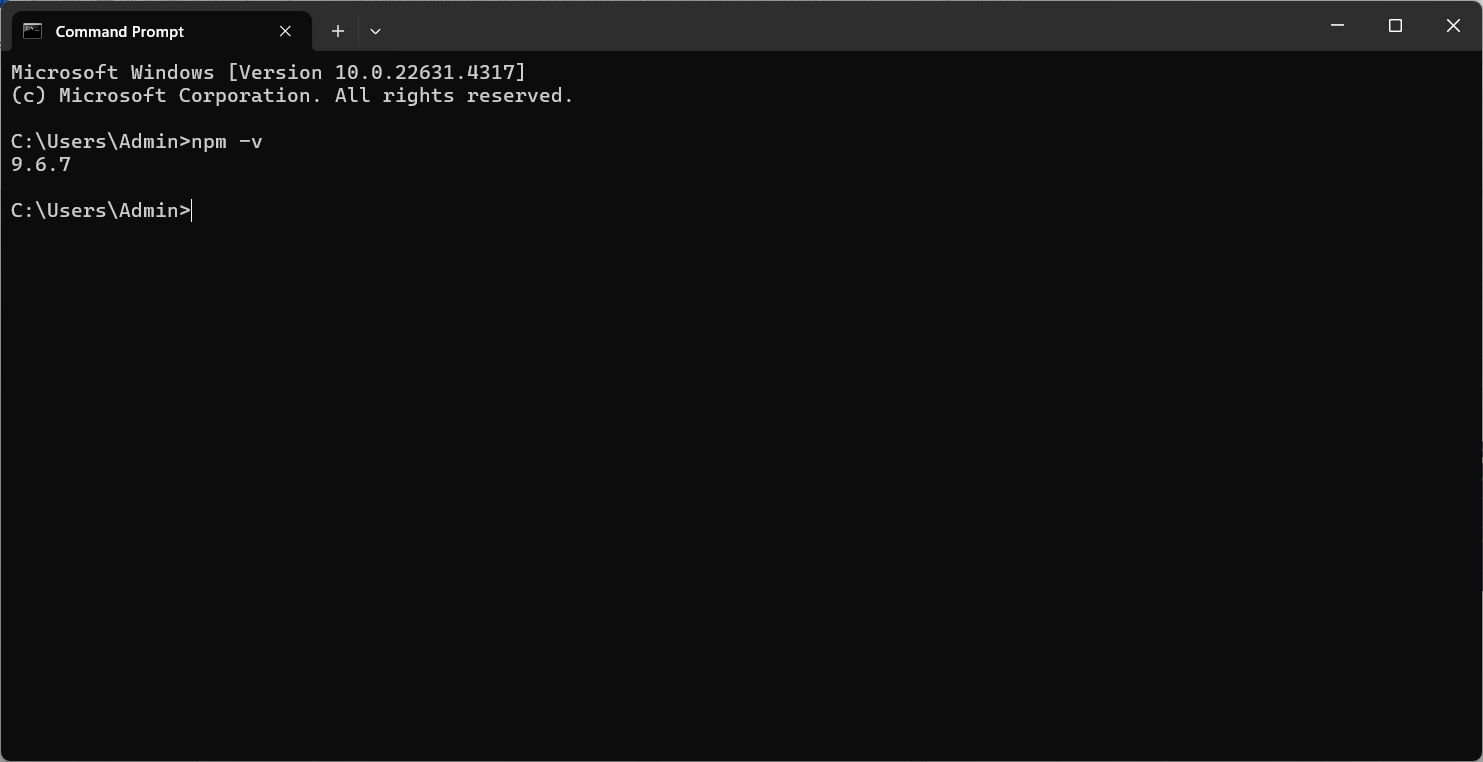 Command Prompt
Microsoft Windows [Version 10.0.22631.4317]
(c) Microsoft Corporation. All rights reserved.
C:\Users\Admin>npm -v
9.6.7
C:\Users\Admin>